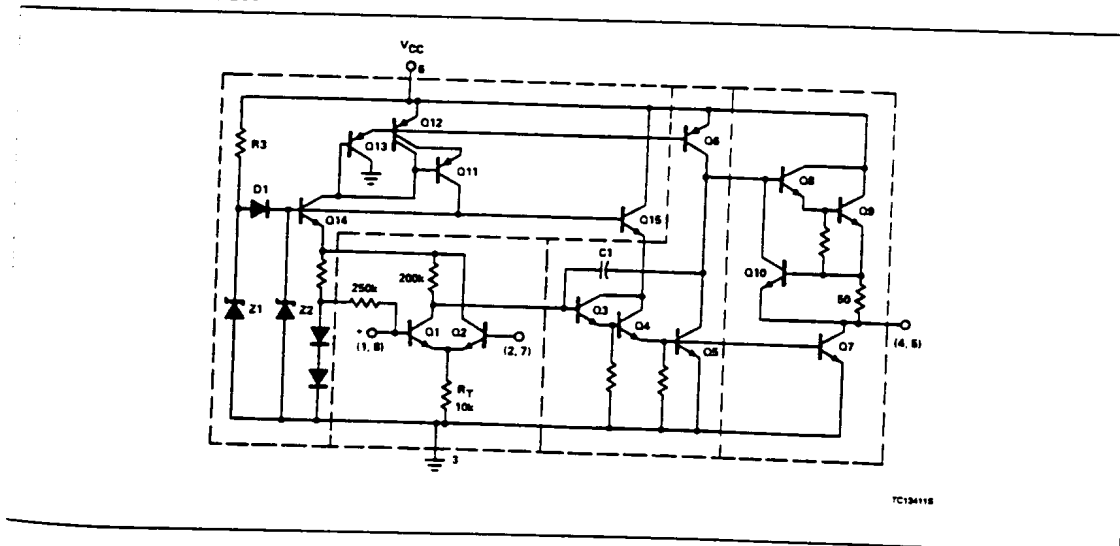 VCC
6
Q12
Q13
Q6
R3
Q11
Q8
D1
Q9
Q14
Q15
C1
Q10
200k
250k
50
Z1
Z2
Q3
+
Q1
Q2
Q4
(1, 8)
(2, 7)
Q5
Q7
(4, 5)
RT
10k
3
TC13411S